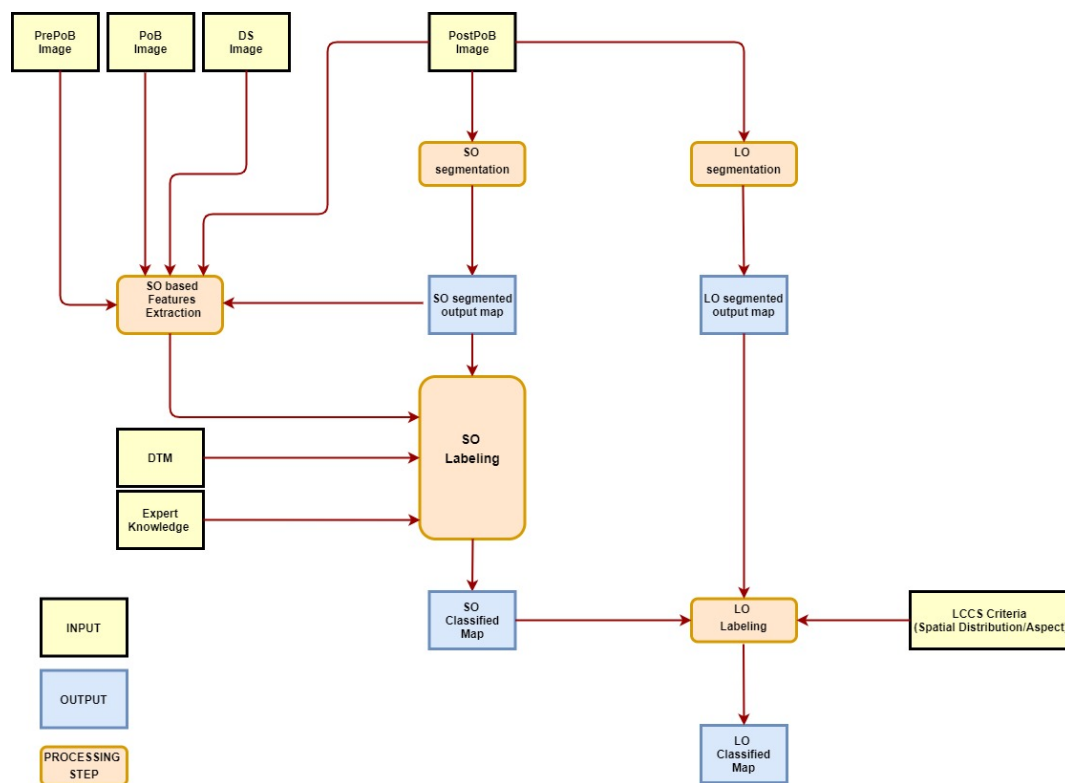 PrePoB
Image
PoB
Image
DS
Image
PostPoB
Image
SO
segmentation
LO
segmentation
SO based
Features
Extraction
SO segmented
output map
LO segmented
output map
SO
Labeling
DTM
Expert
Knowledge
SO
Classified
Map
LO
Labeling
LCCS Criteria
(Spatial Distribution/Aspect)
INPUT
OUTPUT
PROCESSING
STEP
LO
Classified
Map